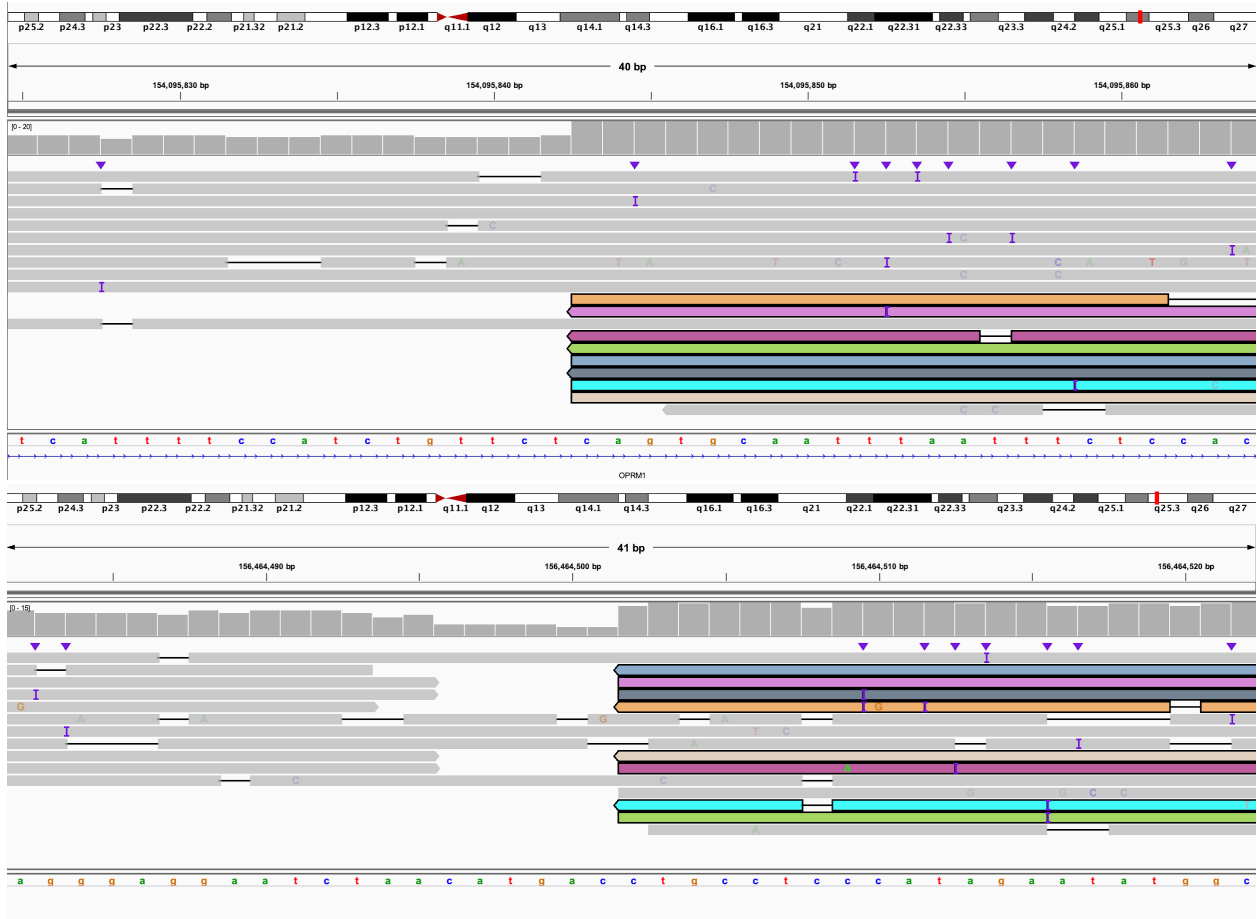 p25.2 p24.3 p23 p22.3 p22.2 p21.32 p21.2 p12.3 p12.1 q11.1 q12 q13 q14.1 q14.3 q16.1 q16.3 q21 q22.1 q22.31 q22.33 q23.3 q24.2 q25.1 q25.3 q26 q27
40 bp
154,095,830 bp 154,095,840 bp 154,095,850 bp 154,095,860 bp
[0 - 20]
I I
C
I
C
I C I
I A
A T A T C I C A T G T
C C
I
I
I C
C C
t c a t t t t c c a t c t g t t c t c a g t g c a a t t t a a t t t c t c c a c
OPRM1
p25.2 p24.3 p23 p22.3 p22.2 p21.32 p21.2 p12.3 p12.1 q11.1 q12 q13 q14.1 q14.3 q16.1 q16.3 q21 q22.1 q22.31 q22.33 q23.3 q24.2 q25.1 q25.3 q26 q27
41 bp
156,464,490 bp 156,464,500 bp 156,464,510 bp 156,464,520 bp
[0 - 15]
I
I I
G I G I
A A G A I
I T C
A I
A I
C C
G G C C
I T
I
A
a g g g a g g a a t c t a a c a t g a c c t g c c t c c c a t a g a a t a t g g c